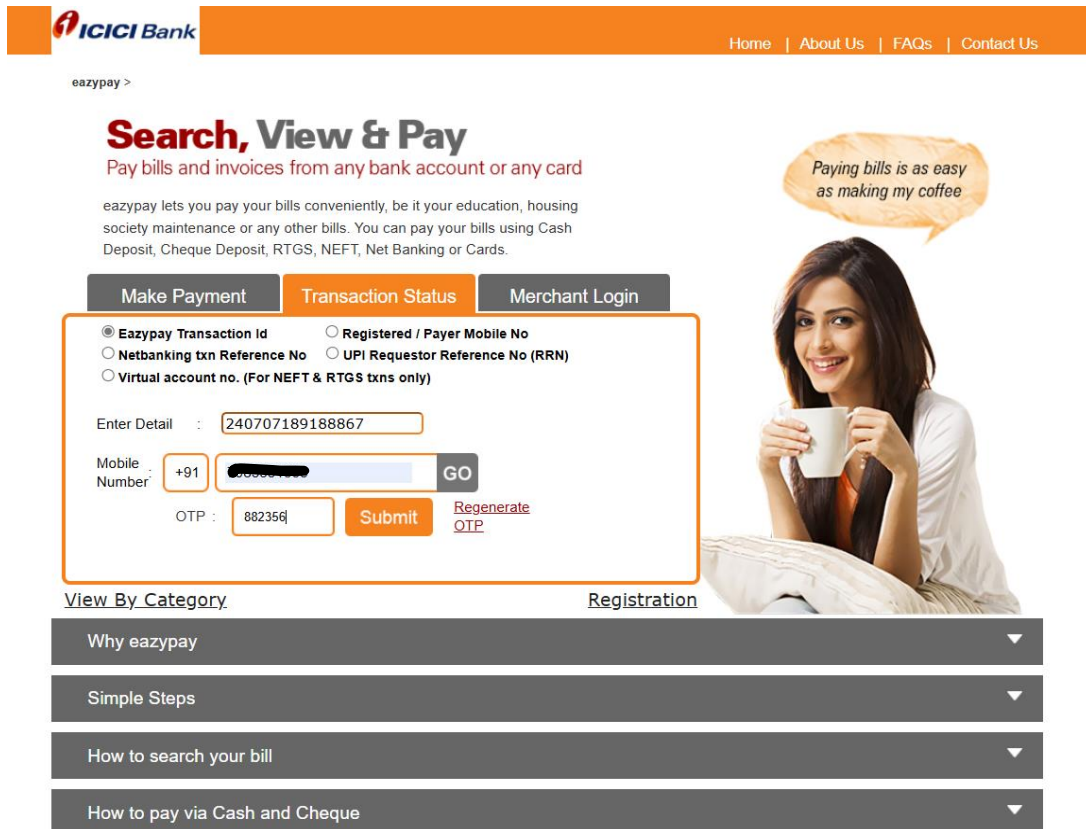 ICICI Bank
Home | About Us | FAQs | Contact Us
eazypay >
Search, View & Pay
Pay bills and invoices from any bank account or any card
eazypay lets you pay your bills conveniently, be it your education, housing
society maintenance or any other bills. You can pay your bills using Cash
Deposit, Cheque Deposit, RTGS, NEFT, Net Banking or Cards.
Paying bills is as easy
as making my coffee
Make Payment Transaction Status Merchant Login
Eazypay Transaction Id Registered / Payer Mobile No
Netbanking txn Reference No UPI Requestor Reference No (RRN)
Virtual account no. (For NEFT & RTGS txns only)
Enter Detail : 240707189188867
Mobile
Number : +91 GO
OTP : 882356 Submit Regenerate
OTP
View By Category Registration
Why eazypay
Simple Steps
How to search your bill
How to pay via Cash and Cheque